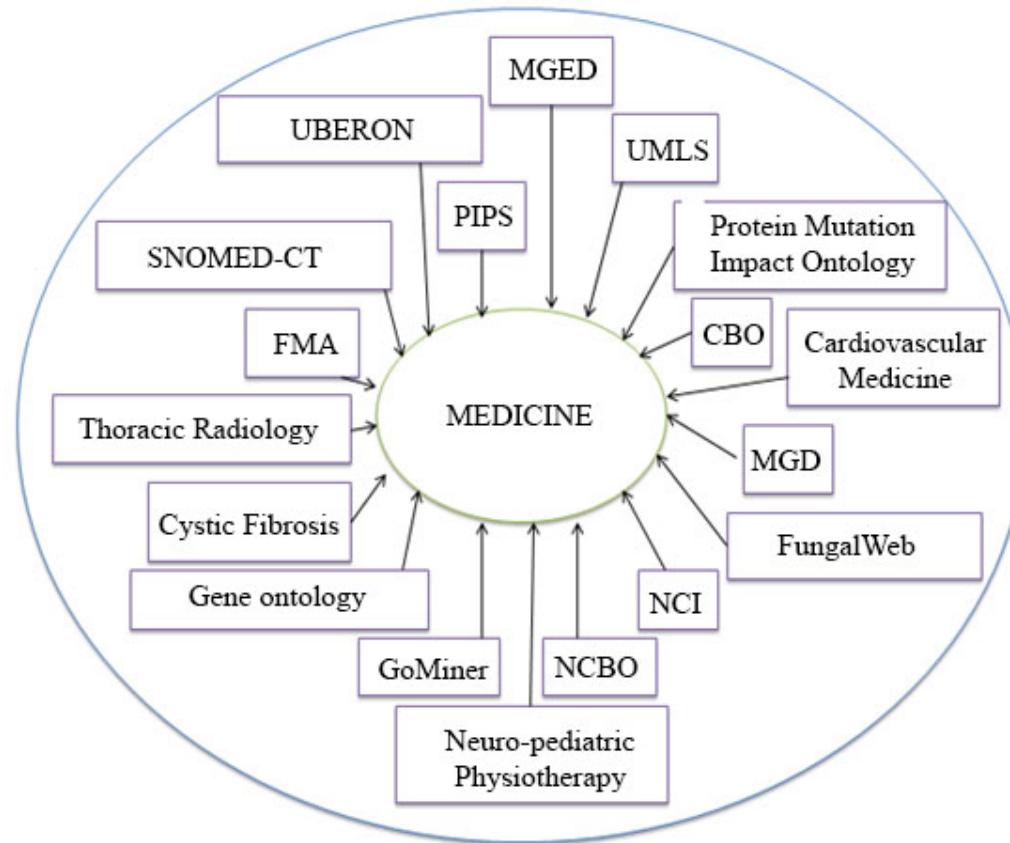 MGED
UBERON
UMLS
PIPS
Protein Mutation
Impact Ontology
SNOMED-CT
CBO
FMA
Cardiovascular
Medicine
MEDICINE
Thoracic Radiology
MGD
Cystic Fibrosis
FungalWeb
Gene ontology
NCI
GoMiner
NCBO
Neuro-pediatric
Physiotherapy